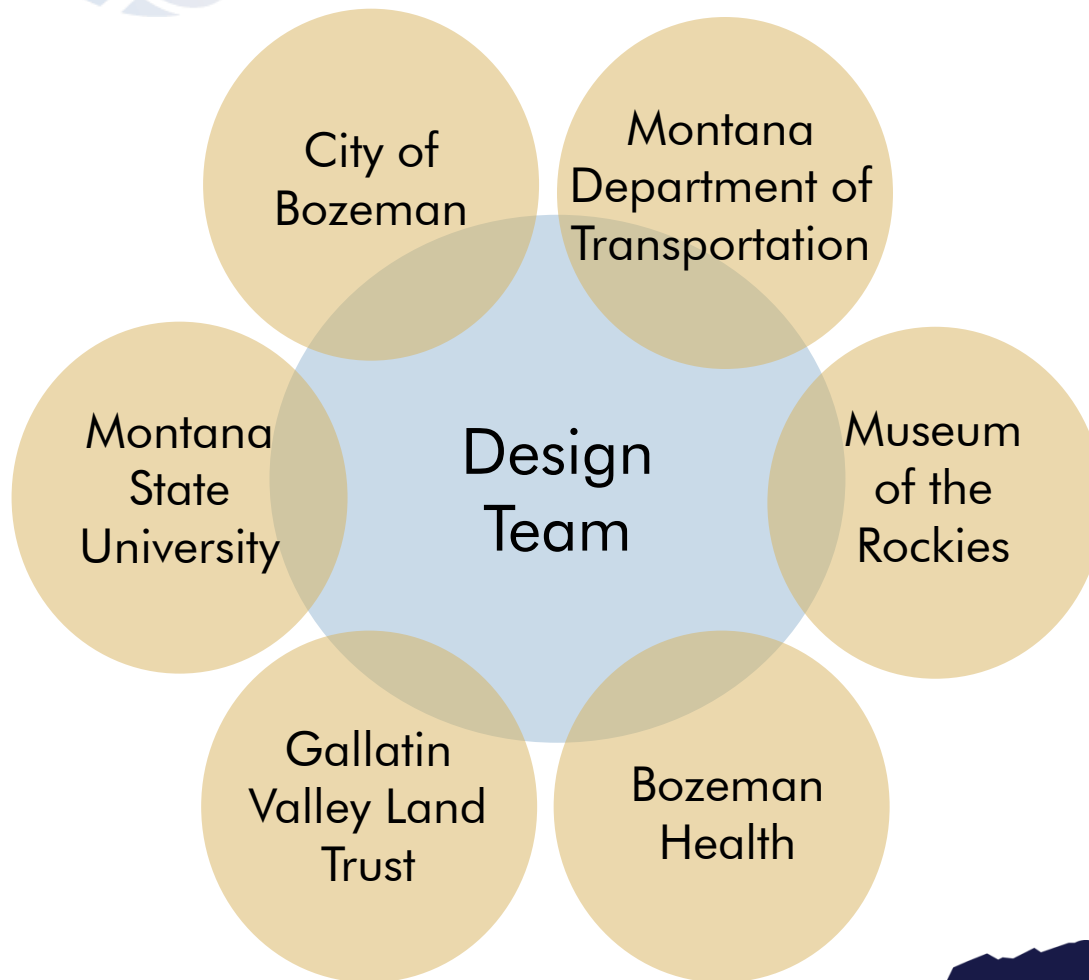 City of
Bozeman
Montana
Department of
Transportation
Montana
State
University
Design
Team
Museum
of the
Rockies
Gallatin
Valley Land
Trust
Bozeman
Health